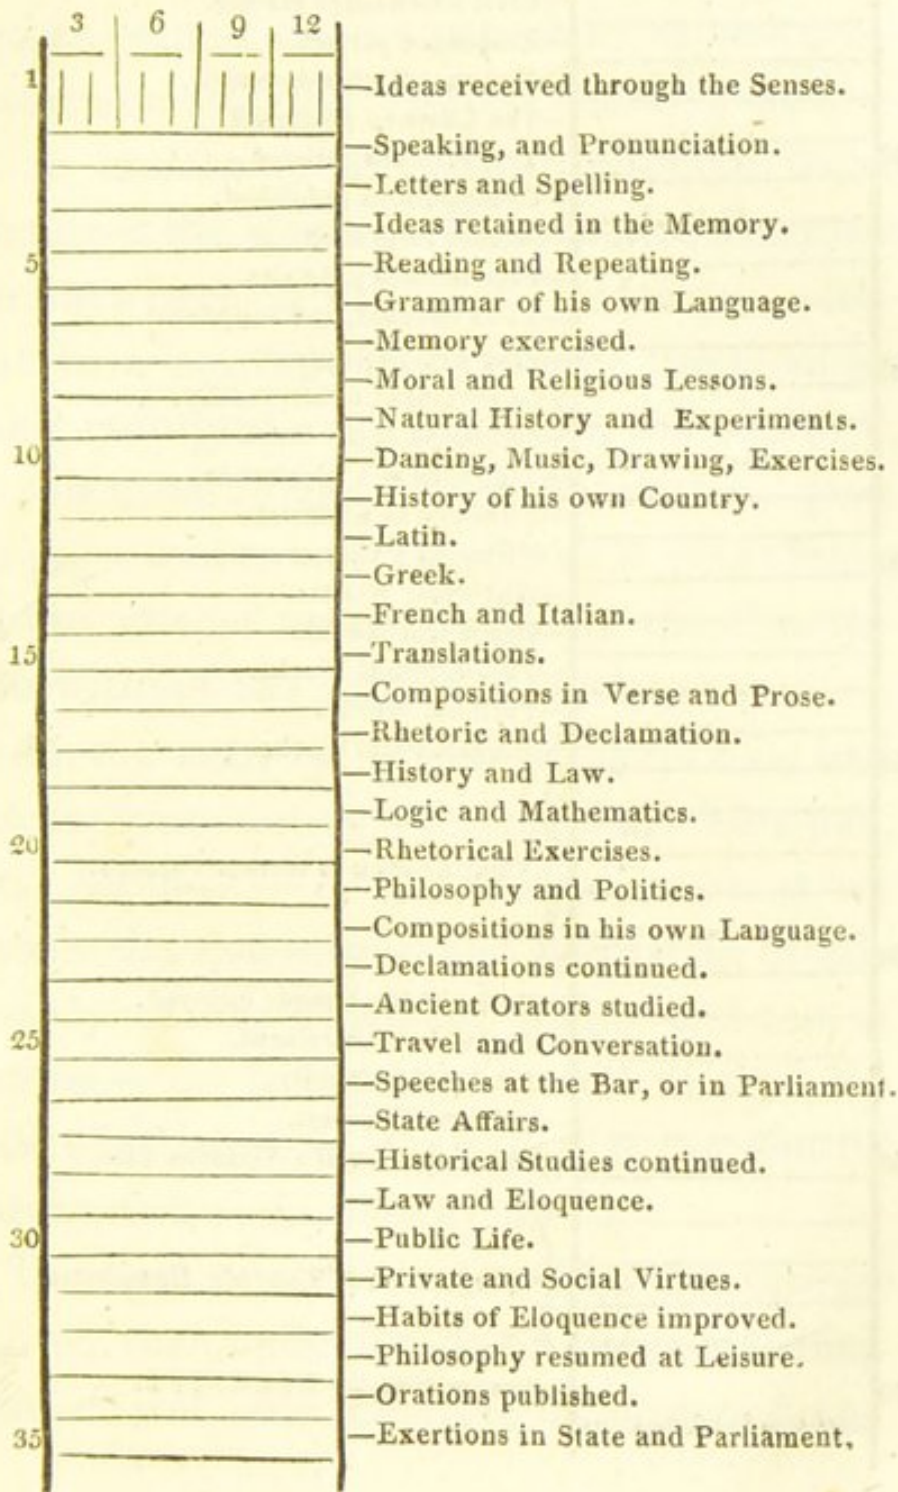 3 6 9 12
1 —Ideas received through the Senses.
—Speaking, and Pronunciation.
—Letters and Spelling.
—Ideas retained in the Memory.
5 —Reading and Repeating.
—Grammar of his own Language.
—Memory exercised.
—Moral and Religious Lessons.
—Natural History and Experiments.
10 —Dancing, Music, Drawing, Exercises.
—History of his own Country.
—Latin.
—Greek.
—French and Italian.
15 —Translations.
—Compositions in Verse and Prose.
—Rhetoric and Declamation.
—History and Law.
—Logic and Mathematics.
20 —Rhetorical Exercises.
—Philosophy and Politics.
—Compositions in his own Language.
—Declamations continued.
—Ancient Orators studied.
25 —Travel and Conversation.
—Speeches at the Bar, or in Parliament.
—State Affairs.
—Historical Studies continued.
—Law and Eloquence.
30 —Public Life.
—Private and Social Virtues.
—Habits of Eloquence improved.
—Philosophy resumed at Leisure.
—Orations published.
35 —Exertions in State and Parliament.